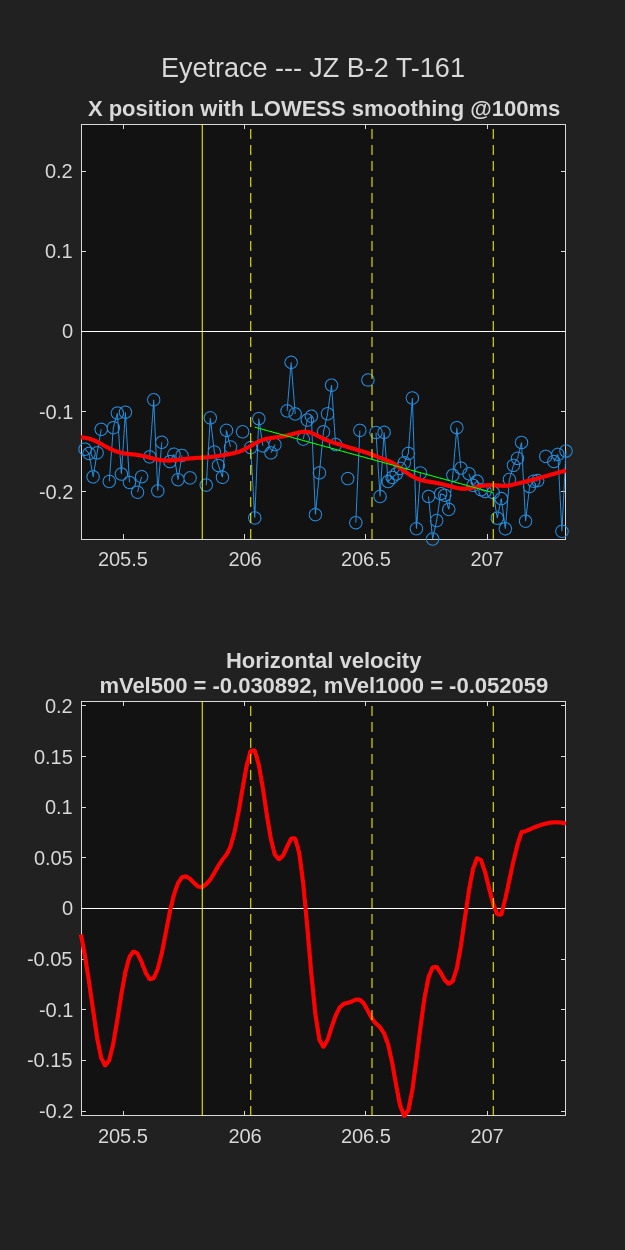 Eyetrace --- JZ B-2 T-161
X position with LOWESS smoothing @100ms
0.2
0.1
0
-0.1
-0.2
205.5 206 206.5 207
Horizontal velocity
mVel500 = -0.030892, mVel1000 = -0.052059
0.2
0.15
0.1
0.05
0
-0.05
-0.1
-0.15
-0.2
205.5 206 206.5 207